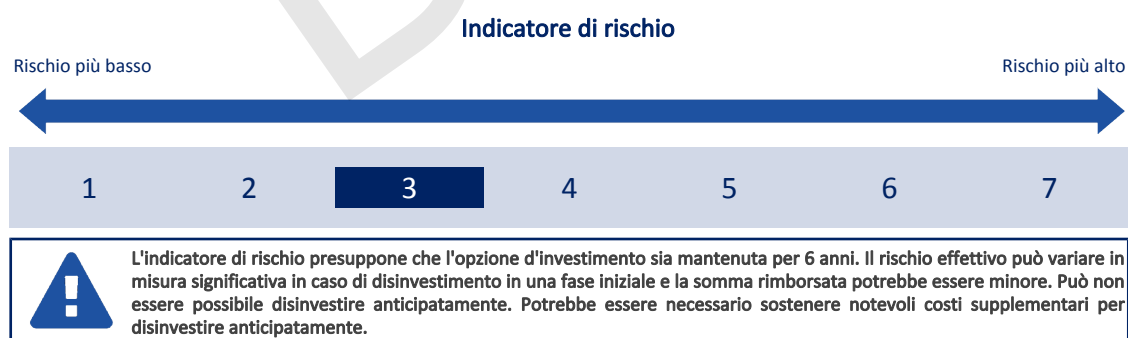 Indicatore di rischio
Rischio più basso
Rischio più alto
1 2 3 4 5 6 7
L'indicatore di rischio presuppone che l'opzione d'investimento sia mantenuta per 6 anni. Il rischio effettivo può variare in
misura significativa in caso di disinvestimento in una fase iniziale e la somma rimborsata potrebbe essere minore. Può non
essere possibile disinvestire anticipatamente. Potrebbe essere necessario sostenere notevoli costi supplementari per
disinvestire anticipatamente.